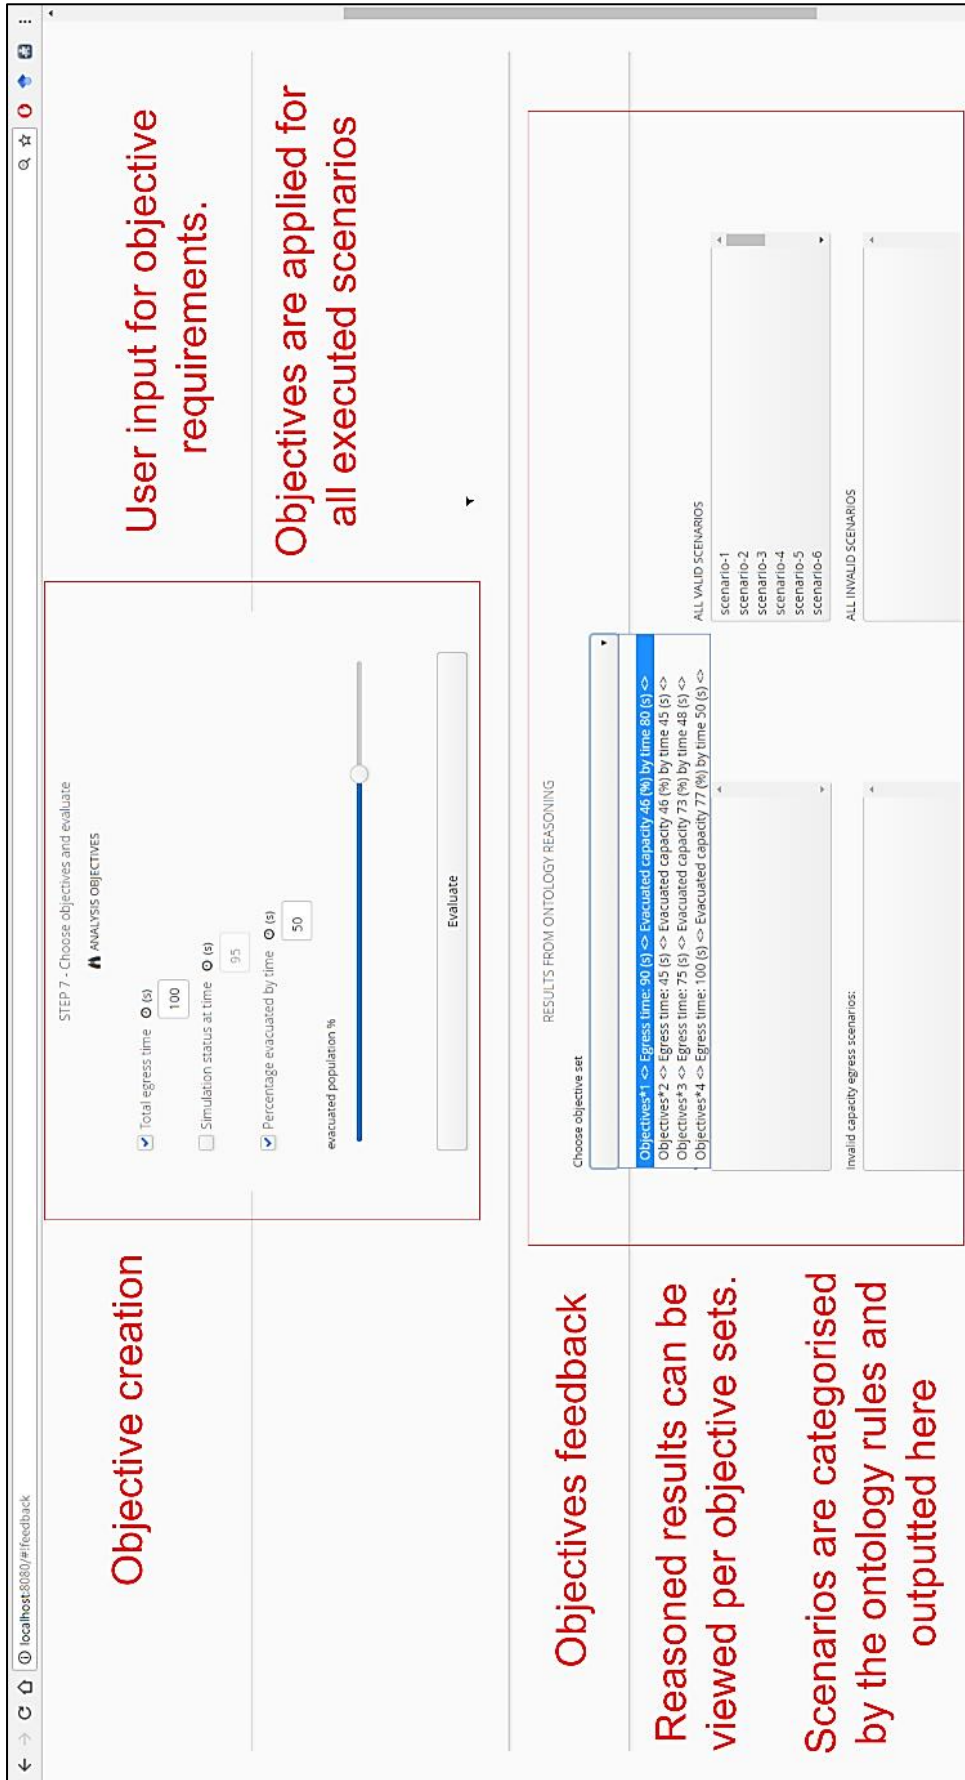 localhost:8080/#!feedback
STEP 7 - Choose objectives and evaluate
ANALYSIS OBJECTIVES
Objective creation
Total egress time (s)
100
Simulation status at time (s)
95
Percentage evacuated by time (s)
50
evacuated population %
Evaluate
User input for objective
requirements.
Objectives are applied for
all executed scenarios
RESULTS FROM ONTOLOGY REASONING
Objectives feedback
Choose objective set
Objectives*1 <> Egress time: 90 (s) <> Evacuated capacity 46 (%) by time 80 (s) <>
Objectives*2 <> Egress time: 45 (s) <> Evacuated capacity 46 (%) by time 45 (s) <>
Objectives*3 <> Egress time: 75 (s) <> Evacuated capacity 73 (%) by time 48 (s) <>
Objectives*4 <> Egress time: 100 (s) <> Evacuated capacity 77 (%) by time 50 (s) <>
Reasoned results can be
viewed per objective sets.
ALL VALID SCENARIOS
scenario-1
scenario-2
scenario-3
scenario-4
scenario-5
scenario-6
Scenarios are categorised
by the ontology rules and
outputted here
Invalid capacity egress scenarios:
ALL INVALID SCENARIOS